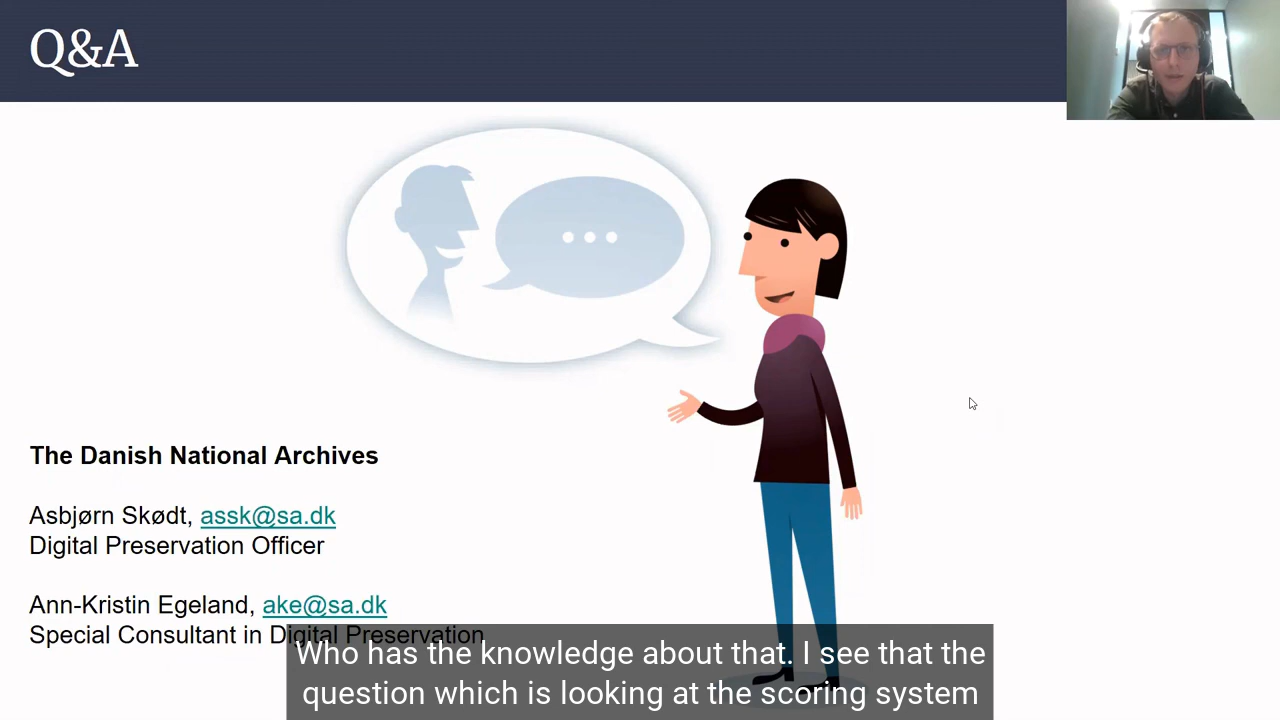 Q&A
The Danish National Archives
Asbjørn Skødt, assk@sa.dk
Digital Preservation Officer
Ann-Kristin Egeland, ake@sa.dk
Special Consultant in Digital Preservation
Who has the knowledge about that. I see that the
question which is looking at the scoring system